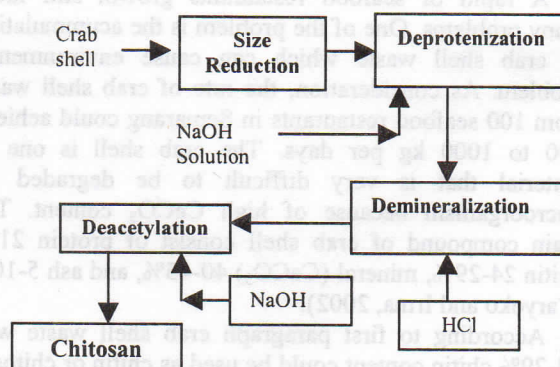 Crab
shell
Size
Reduction
Deprotenization
NaOH
Solution
Demineralization
Deacetylation
NaOH
HCl
Chitosan